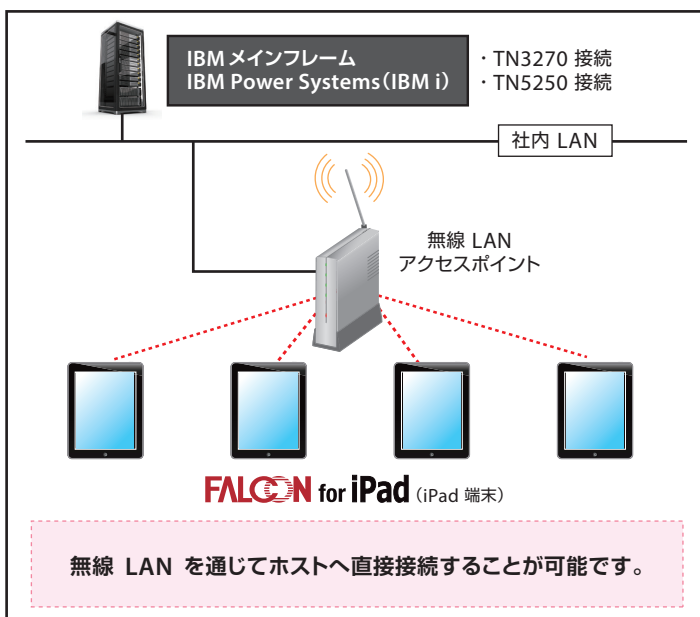 IBM メインフレーム
IBM Power Systems（IBM i）
・TN3270 接続
・TN5250 接続
社内 LAN
無線 LAN
アクセスポイント
FALCON for iPad（iPad 端末）
無線 LAN を通じてホストへ直接接続することが可能です。